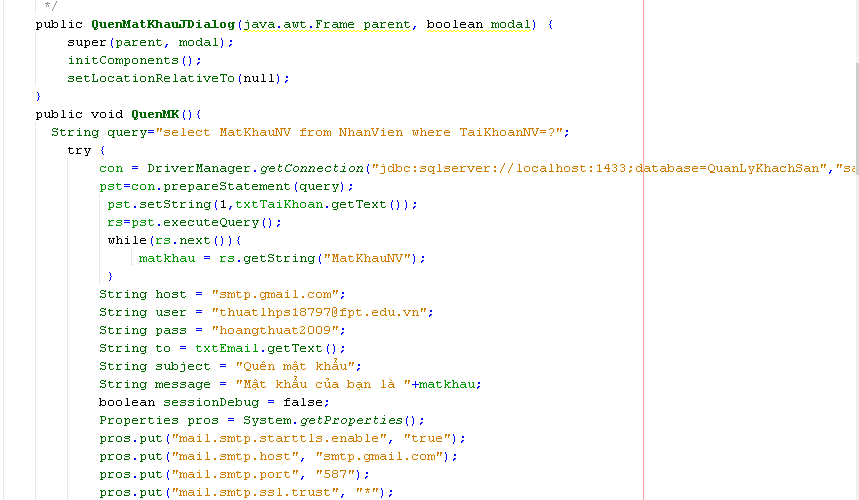 */
public QuenMatKhauJDialog(java.awt.Frame parent, boolean modal) {
super(parent, modal);
initComponents();
setLocationRelativeTo(null);
}
public void QuenMK(){
String query="select MatKhauNV from NhanVien where TaiKhoanNV=?";
try {
con = DriverManager.getConnection("jdbc:sqlserver://localhost:1433;database=QuanLyKhachSan","sa
pst=con.prepareStatement(query);
pst.setString(1,txtTaiKhoan.getText());
rs=pst.executeQuery();
while(rs.next()){
matkhau = rs.getString("MatKhauNV");
}
String host = "smtp.gmail.com";
String user = "thuatlhps18797@fpt.edu.vn";
String pass = "hoangthuat2009";
String to = txtEmail.getText();
String subject = "Quên mật khẩu";
String message = "Mật khẩu của bạn là "+matkhau;
boolean sessionDebug = false;
Properties pros = System.getProperties();
pros.put("mail.smtp.starttls.enable", "true");
pros.put("mail.smtp.host", "smtp.gmail.com");
pros.put("mail.smtp.port", "587");
pros.put("mail.smtp.ssl.trust", "*");